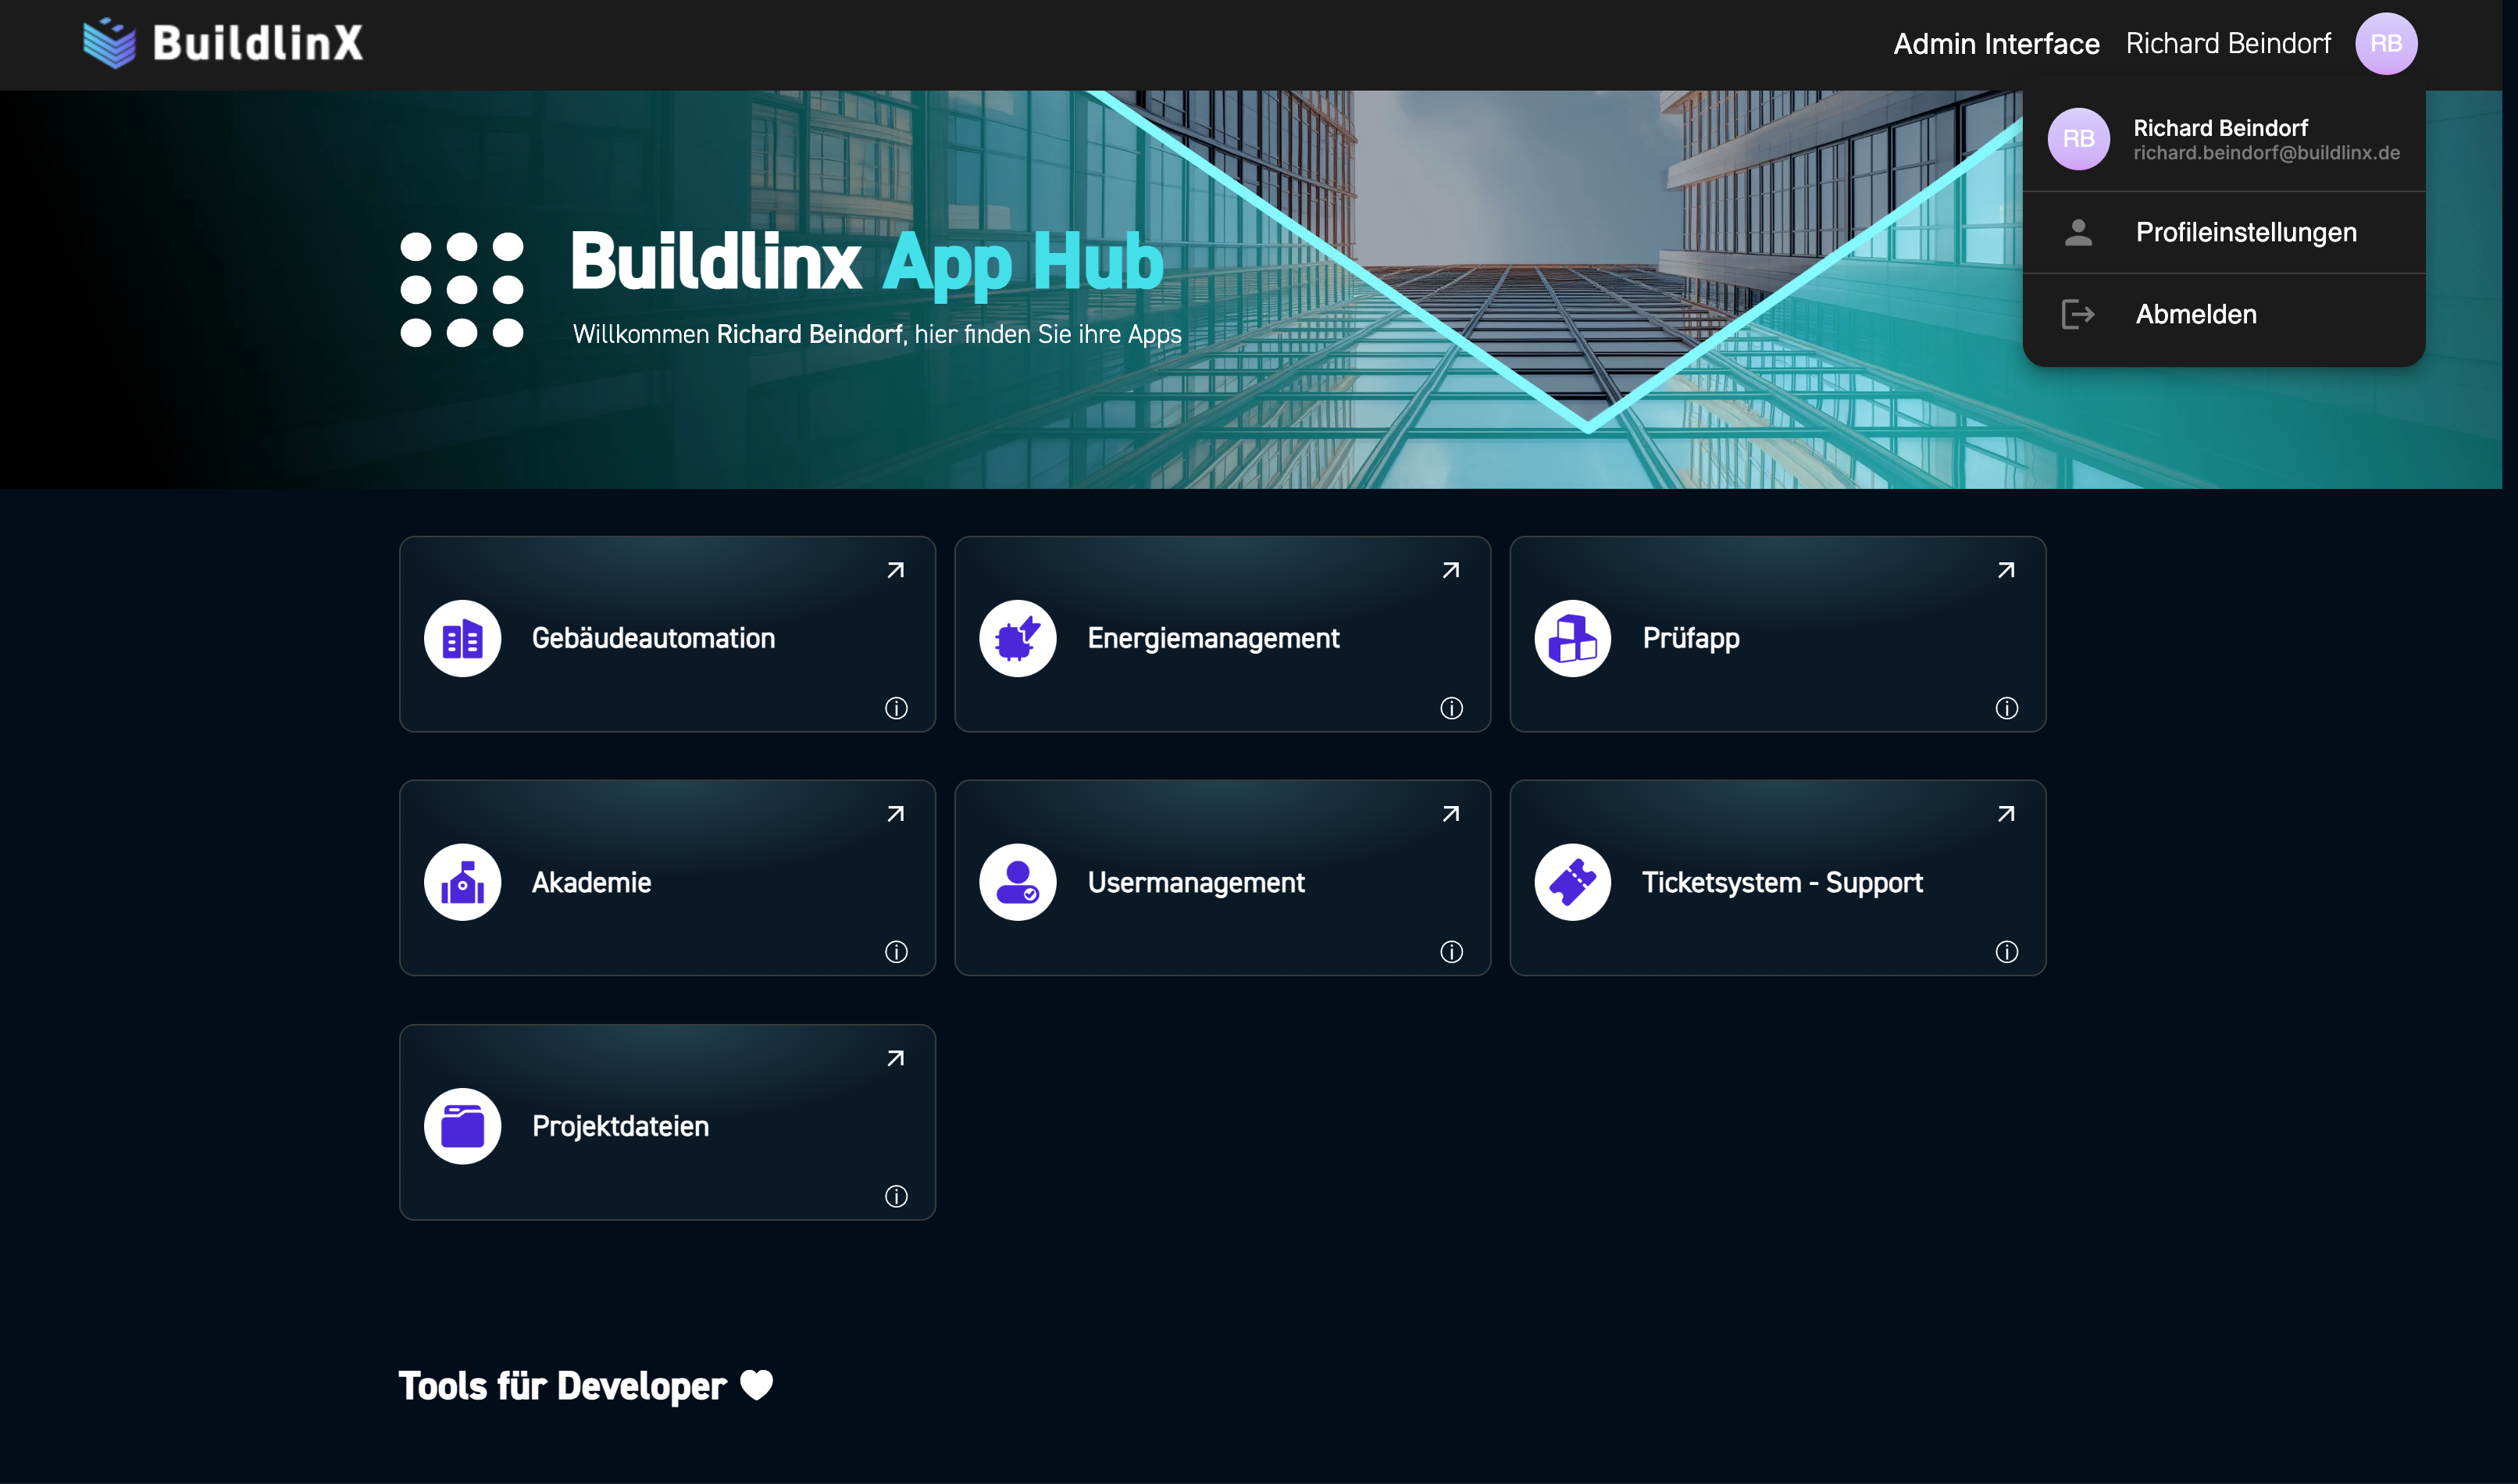 BuildlinX
Admin Interface
Richard Beindorf
RB
RB
Richard Beindorf
richard.beindorf@buildlinx.de
Profileinstellungen
Abmelden
Buildlinx App Hub
Willkommen Richard Beindorf, hier finden Sie ihre Apps
Gebäudeautomation
Energiemanagement
Prüfapp
Akademie
Usermanagement
Ticketsystem - Support
Projektdateien
Tools für Developer